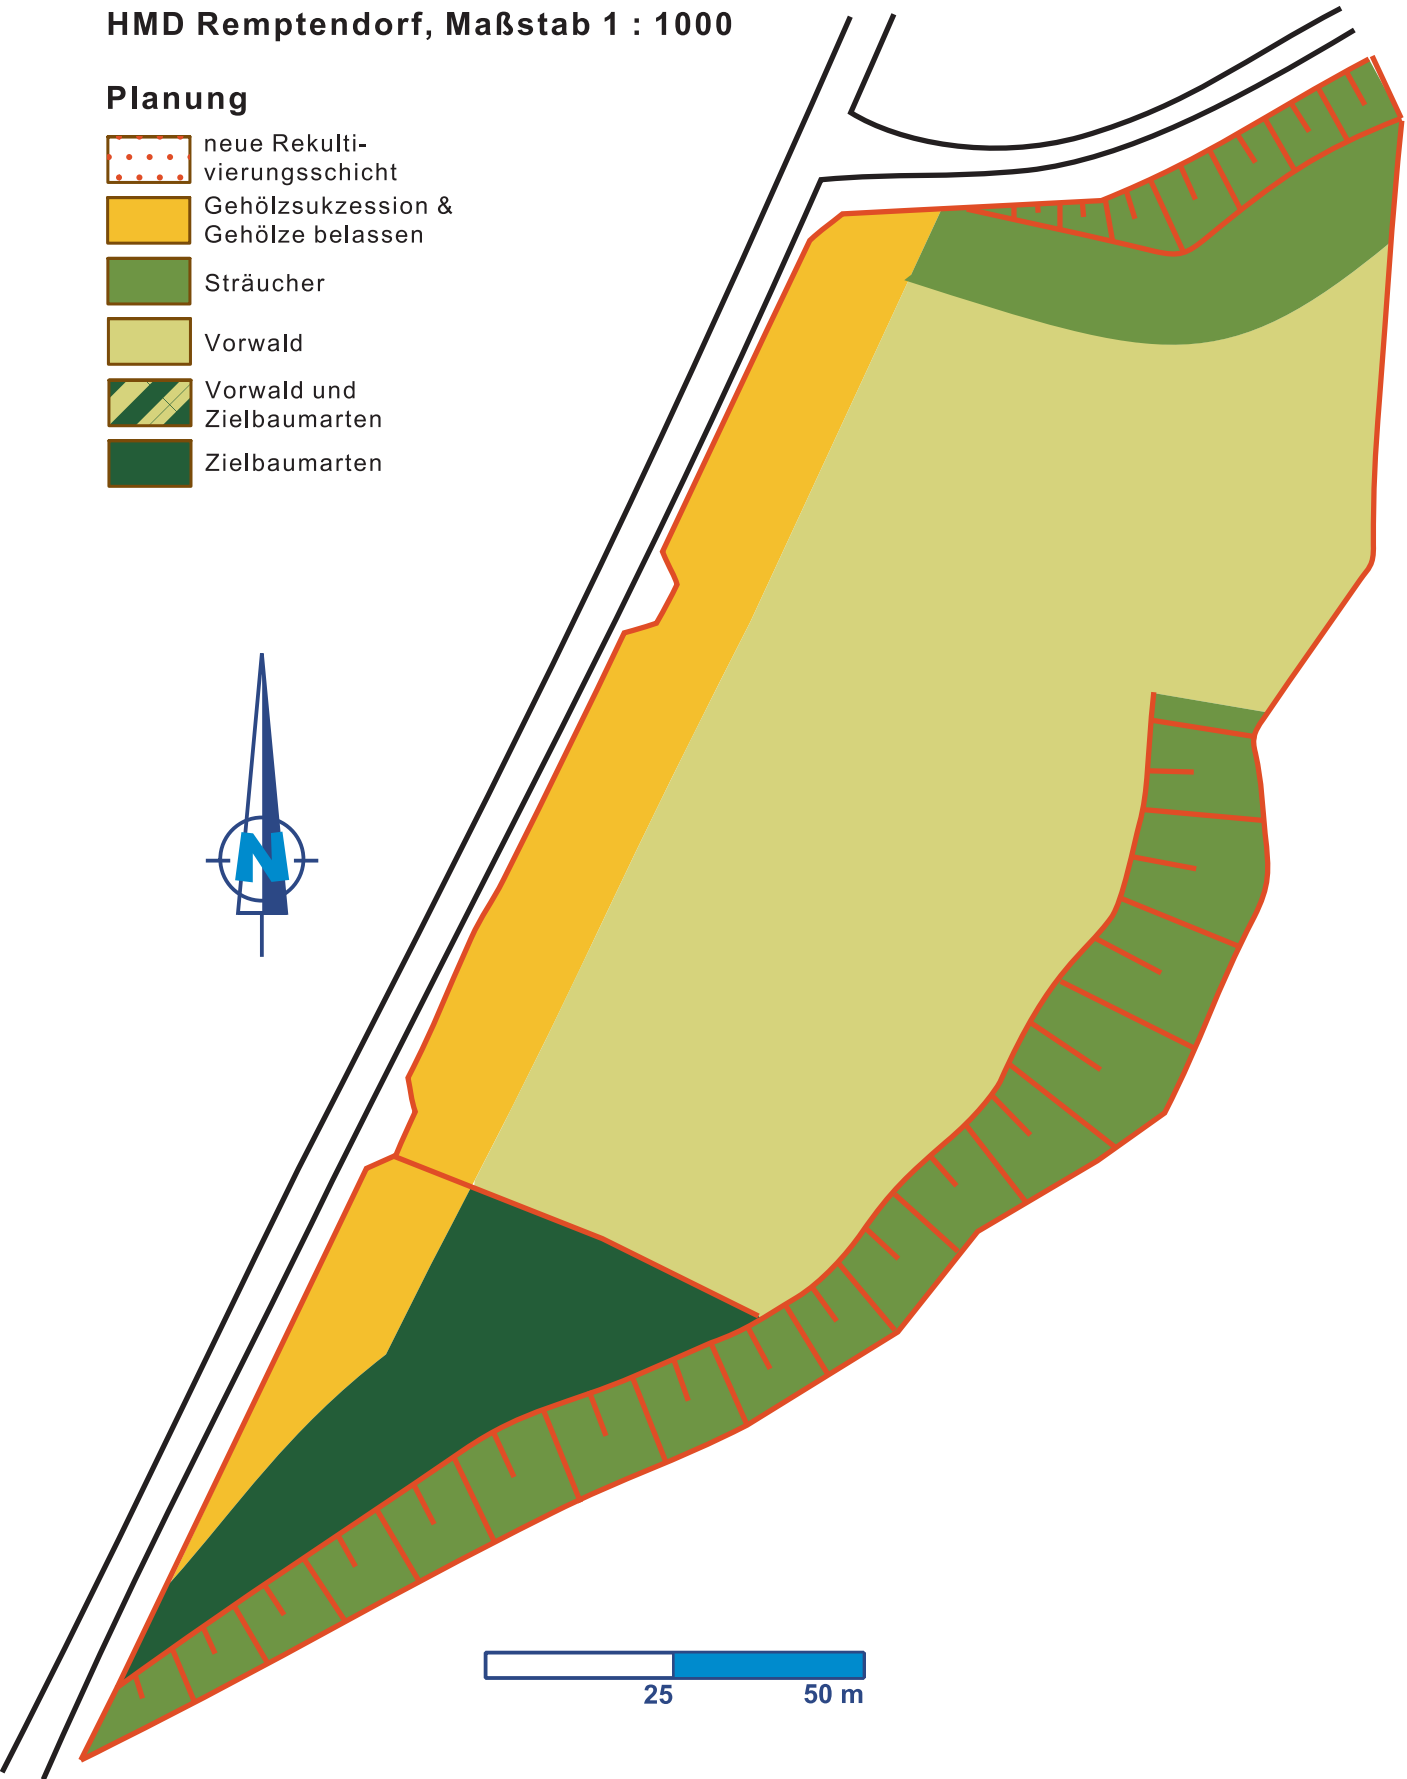 HMD Remptendorf, Maßstab 1 : 1000
Planung
neue Rekulti-
vierungsschicht
Gehölzsukzession &
Gehölze belassen
Sträucher
Vorwald
Vorwald und
Zielbaumarten
Zielbaumarten
N
25 50 m